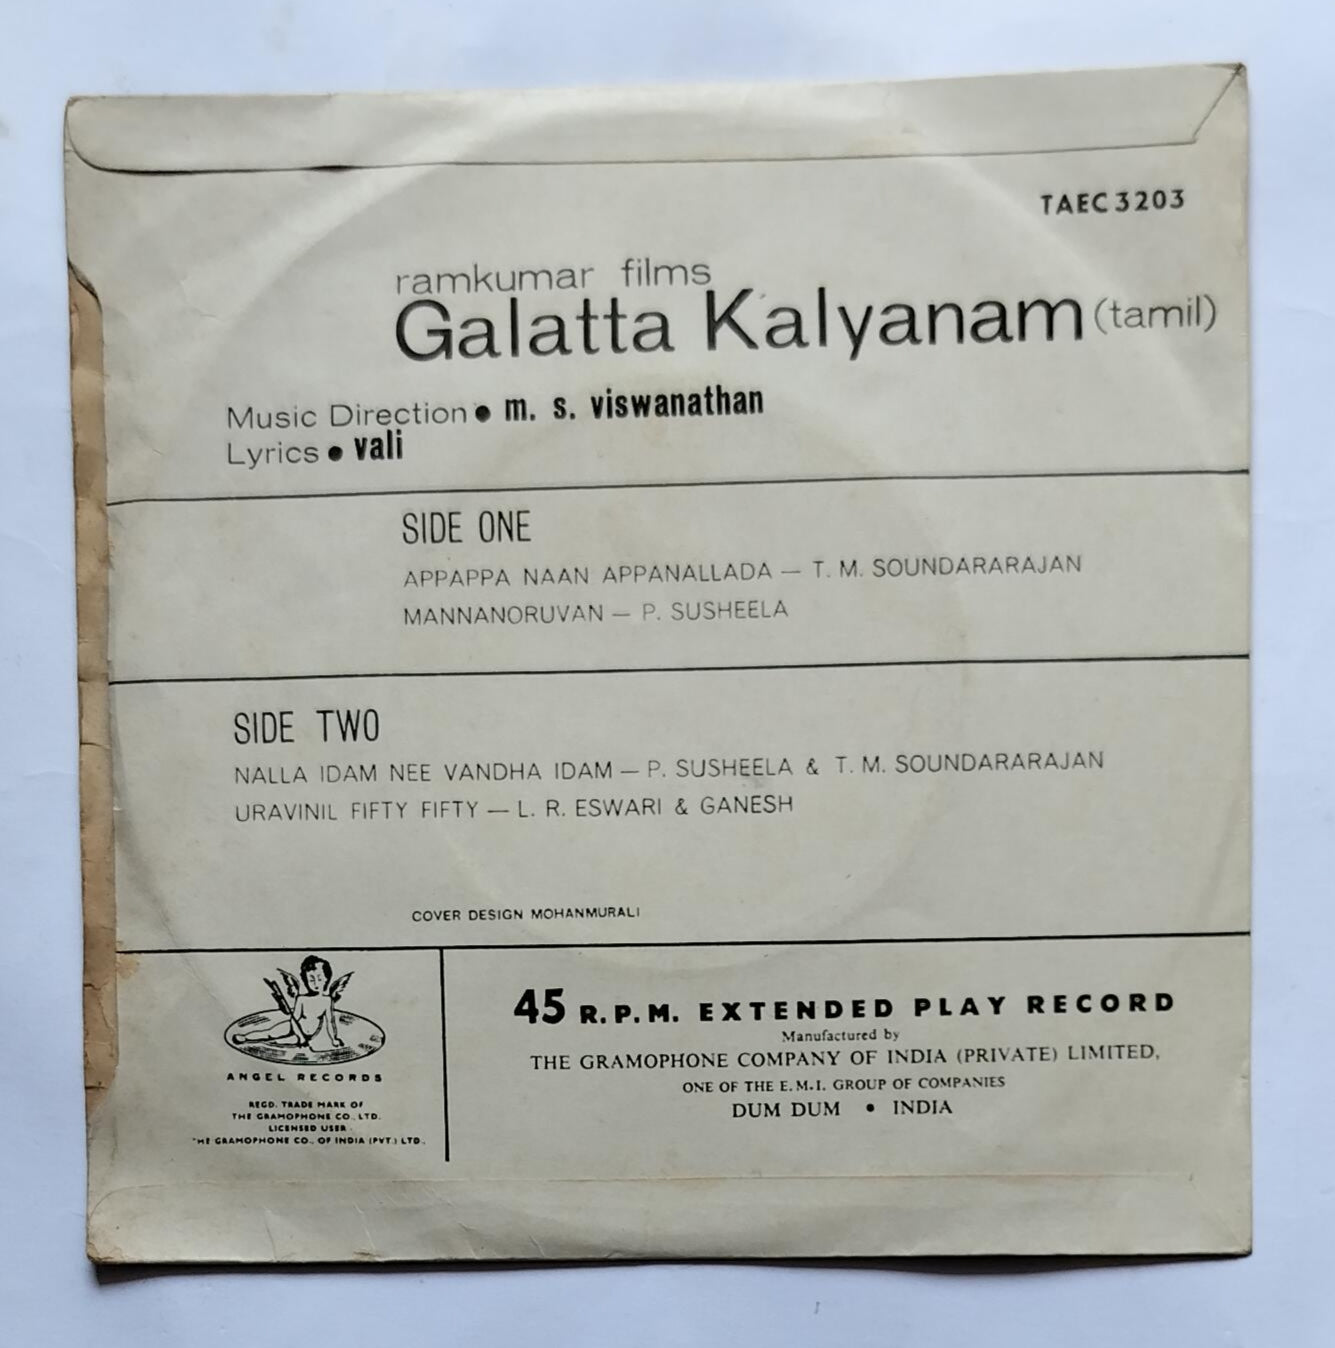 TAEC 3203
ramkumar films
Galatta Kalyanam (tamil)
Music Direction ● m. s. viswanathan
Lyrics ● vali
SIDE ONE
APPAPPA NAAN APPANALLADA — T. M. SOUNDARARAJAN
MANNANORUVAN — P. SUSHEELA
SIDE TWO
NALLA IDAM NEE VANDHA IDAM — P. SUSHEELA & T. M. SOUNDARARAJAN
URAVINIL FIFTY FIFTY — L. R. ESWARI & GANESH
COVER DESIGN MOHANMURALI
ANGEL RECORDS
REGD. TRADE MARK OF
THE GRAMOPHONE CO. LTD.
LICENSED USER
THE GRAMOPHONE CO., OF INDIA (PVT.) LTD.
45 R.P.M. EXTENDED PLAY RECORD
Manufactured by
THE GRAMOPHONE COMPANY OF INDIA (PRIVATE) LIMITED,
ONE OF THE E.M.I. GROUP OF COMPANIES
DUM DUM ● INDIA